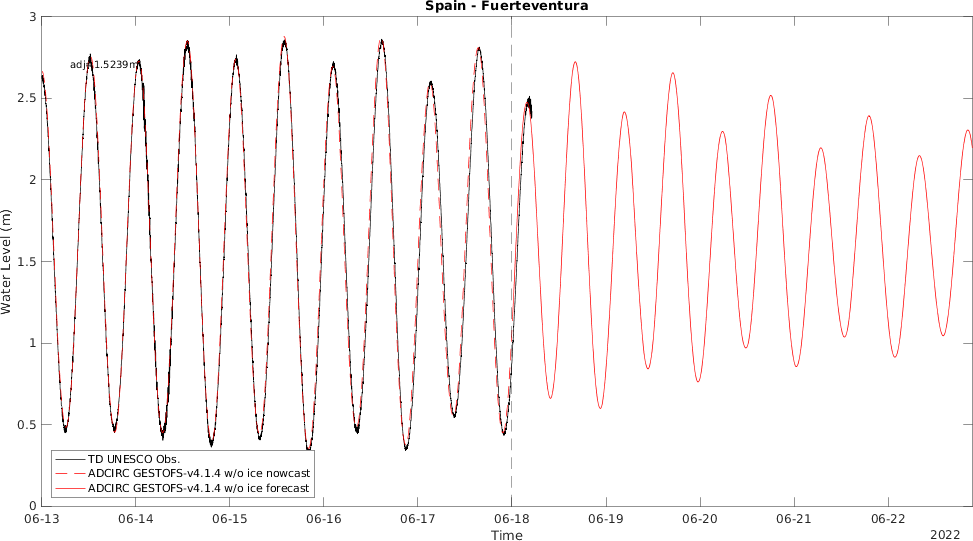 Spain - Fuerteventura
adj=1.5239m
Water Level (m)
3
2.5
2
1.5
1
0.5
0
TD UNESCO Obs.
ADCIRC GESTOFS-v4.1.4 w/o ice nowcast
ADCIRC GESTOFS-v4.1.4 w/o ice forecast
06-13 06-14 06-15 06-16 06-17 06-18 06-19 06-20 06-21 06-22
Time
2022